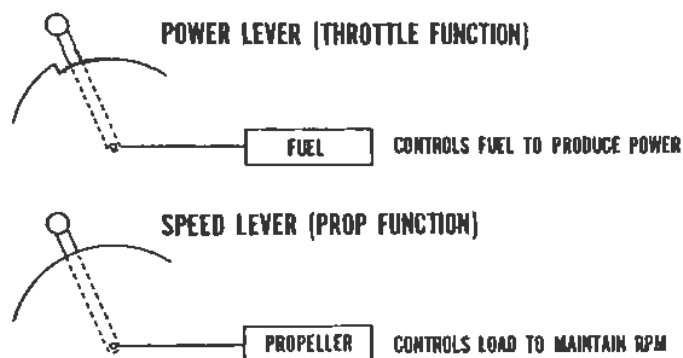 POWER LEVER (THROTTLE FUNCTION)
FUEL CONTROLS FUEL TO PRODUCE POWER
SPEED LEVER (PROP FUNCTION)
PROPELLER CONTROLS LOAD TO MAINTAIN RPM